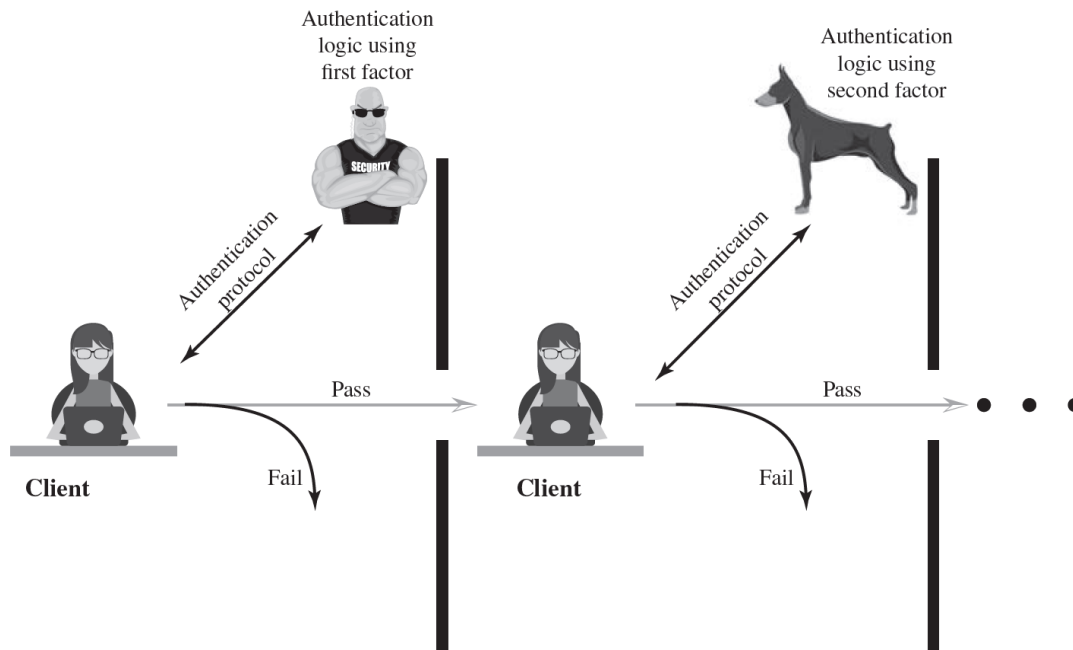 Authentication
logic using
first factor
Authentication
logic using
second factor
SECURITY
Authentication
protocol
Authentication
protocol
Pass
Pass
Fail
Fail
Client
Client